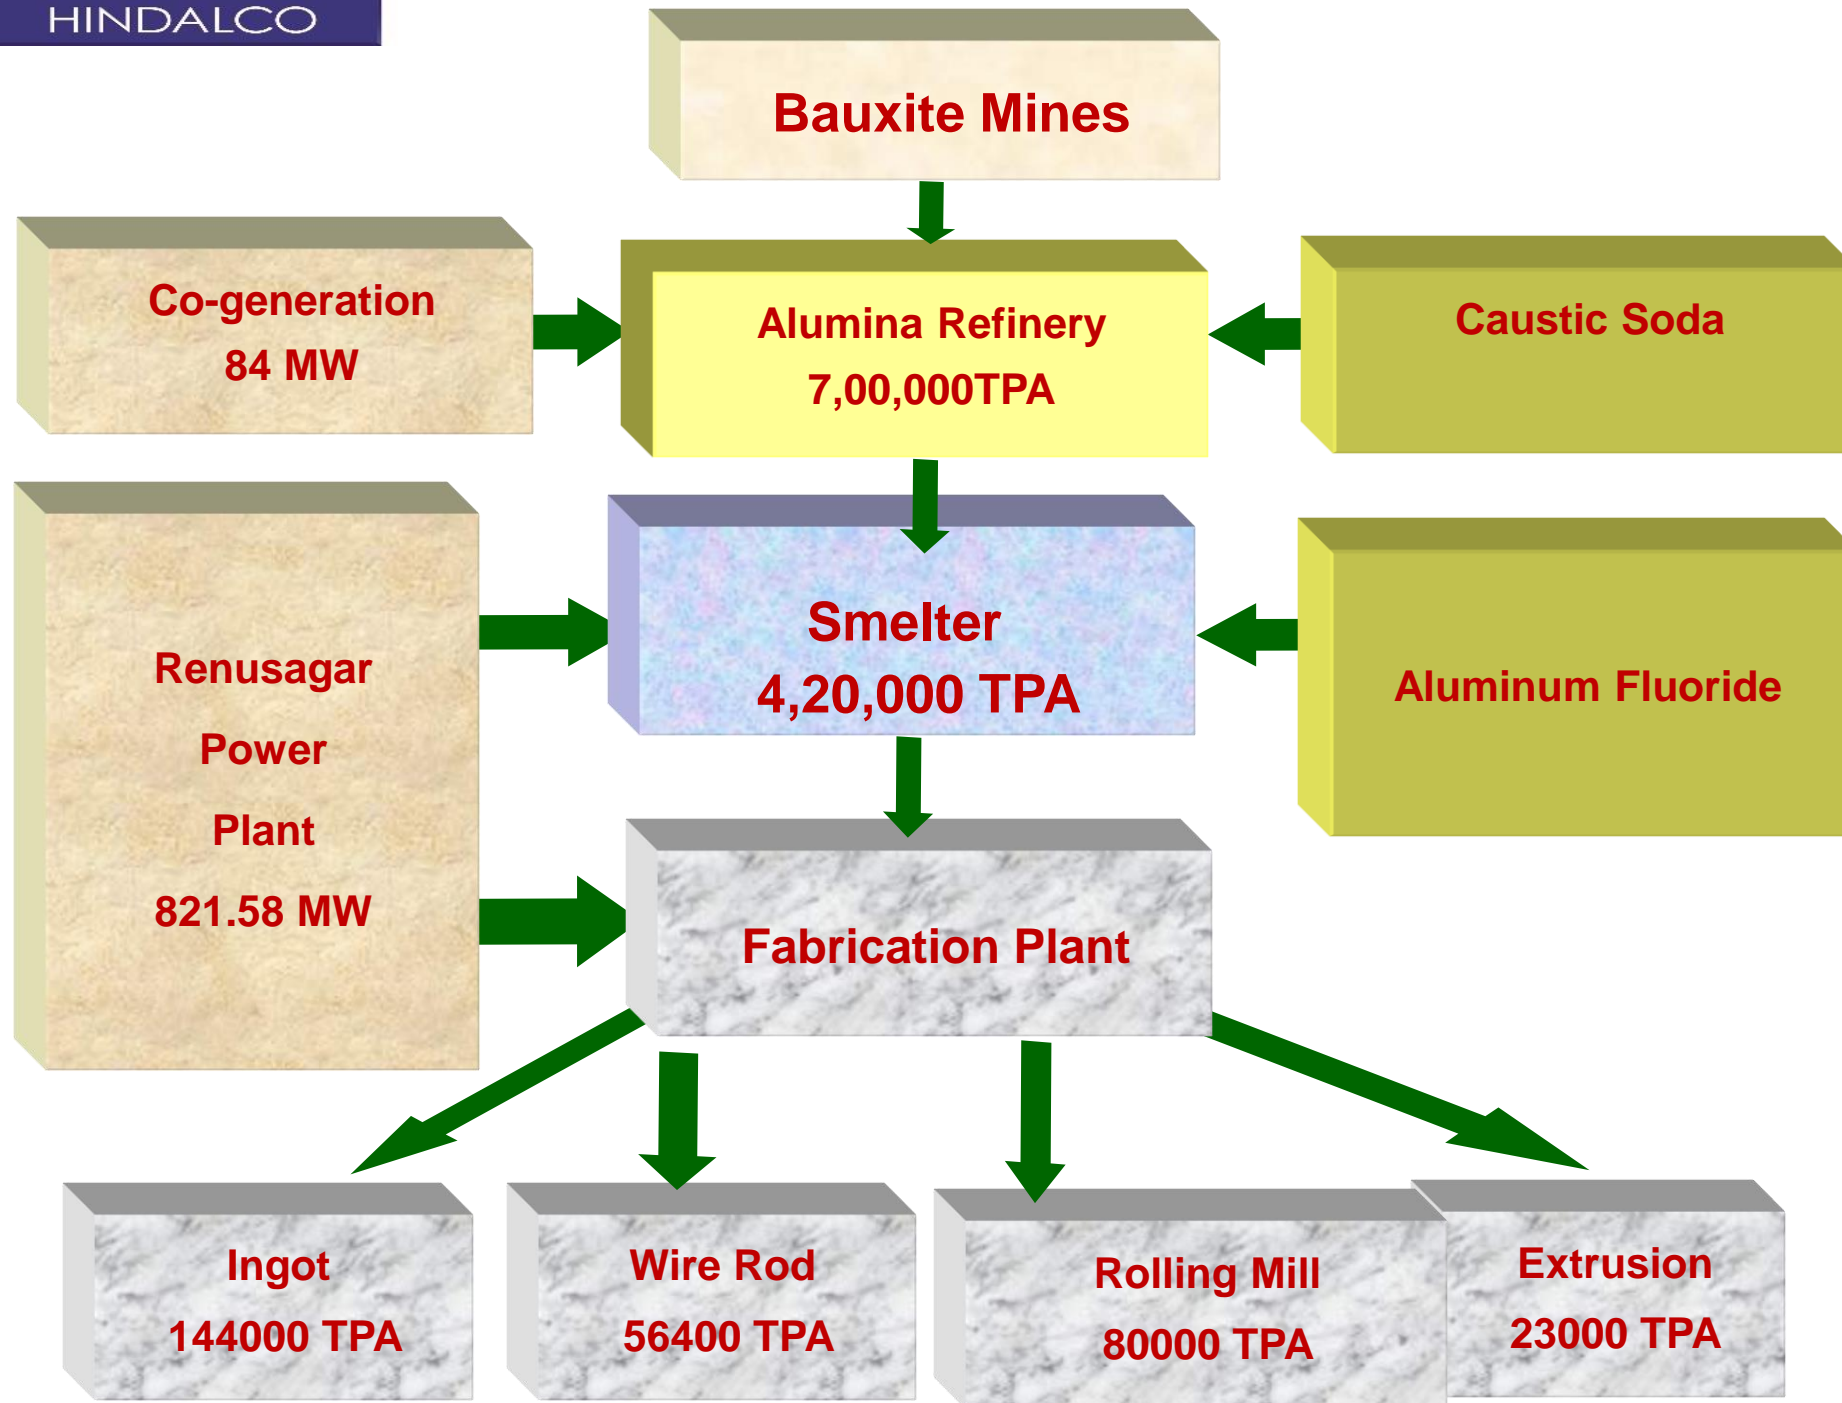 HINDALCO
Bauxite Mines
Co-generation
84 MW
Alumina Refinery
7,00,000TPA
Caustic Soda
Renusagar
Power
Plant
821.58 MW
Smelter
4,20,000 TPA
Aluminum Fluoride
Fabrication Plant
Ingot
144000 TPA
Wire Rod
56400 TPA
Rolling Mill
80000 TPA
Extrusion
23000 TPA